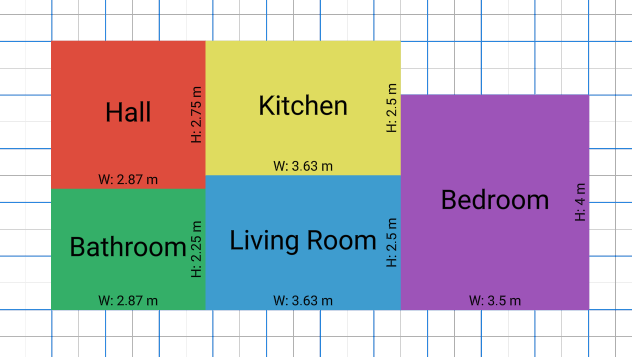 Hall
H: 2.75 m
W: 2.87 m
Kitchen
H: 2.5 m
W: 3.63 m
Bedroom
H: 4 m
W: 3.5 m
Bathroom
H: 2.25 m
W: 2.87 m
Living Room
H: 2.5 m
W: 3.63 m